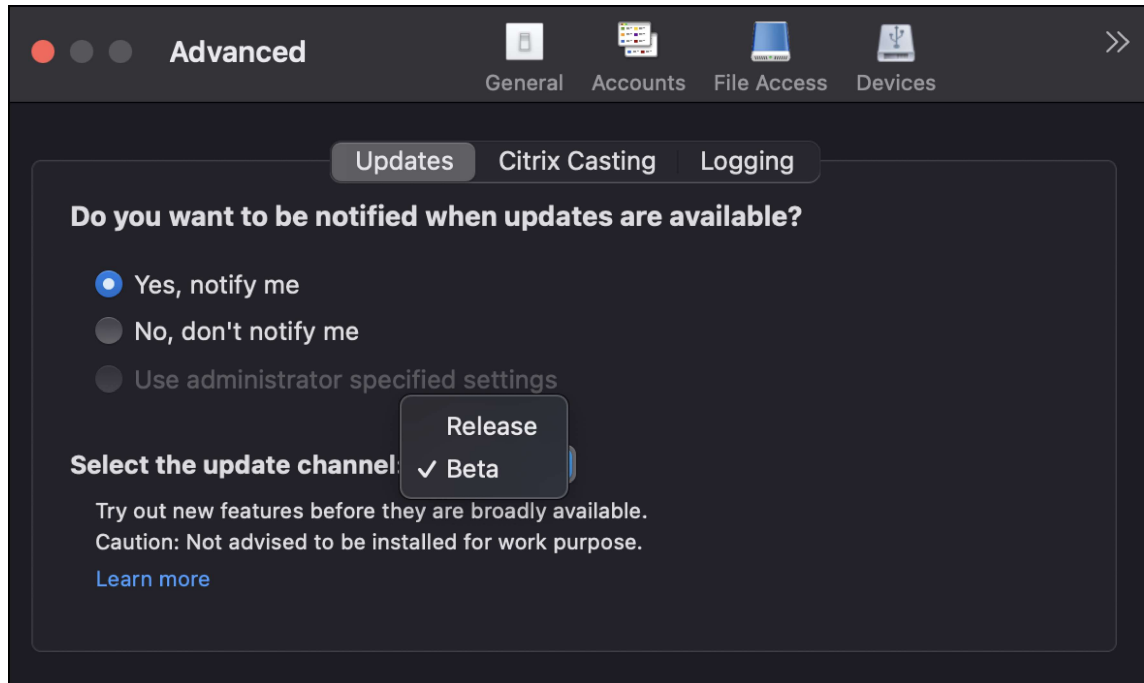 Advanced
General
Accounts
File Access
Devices
Updates
Citrix Casting
Logging
Do you want to be notified when updates are available?
Yes, notify me
No, don't notify me
Use administrator specified settings
Release
Select the update channel:
✓ Beta
Try out new features before they are broadly available.
Caution: Not advised to be installed for work purpose.
Learn more